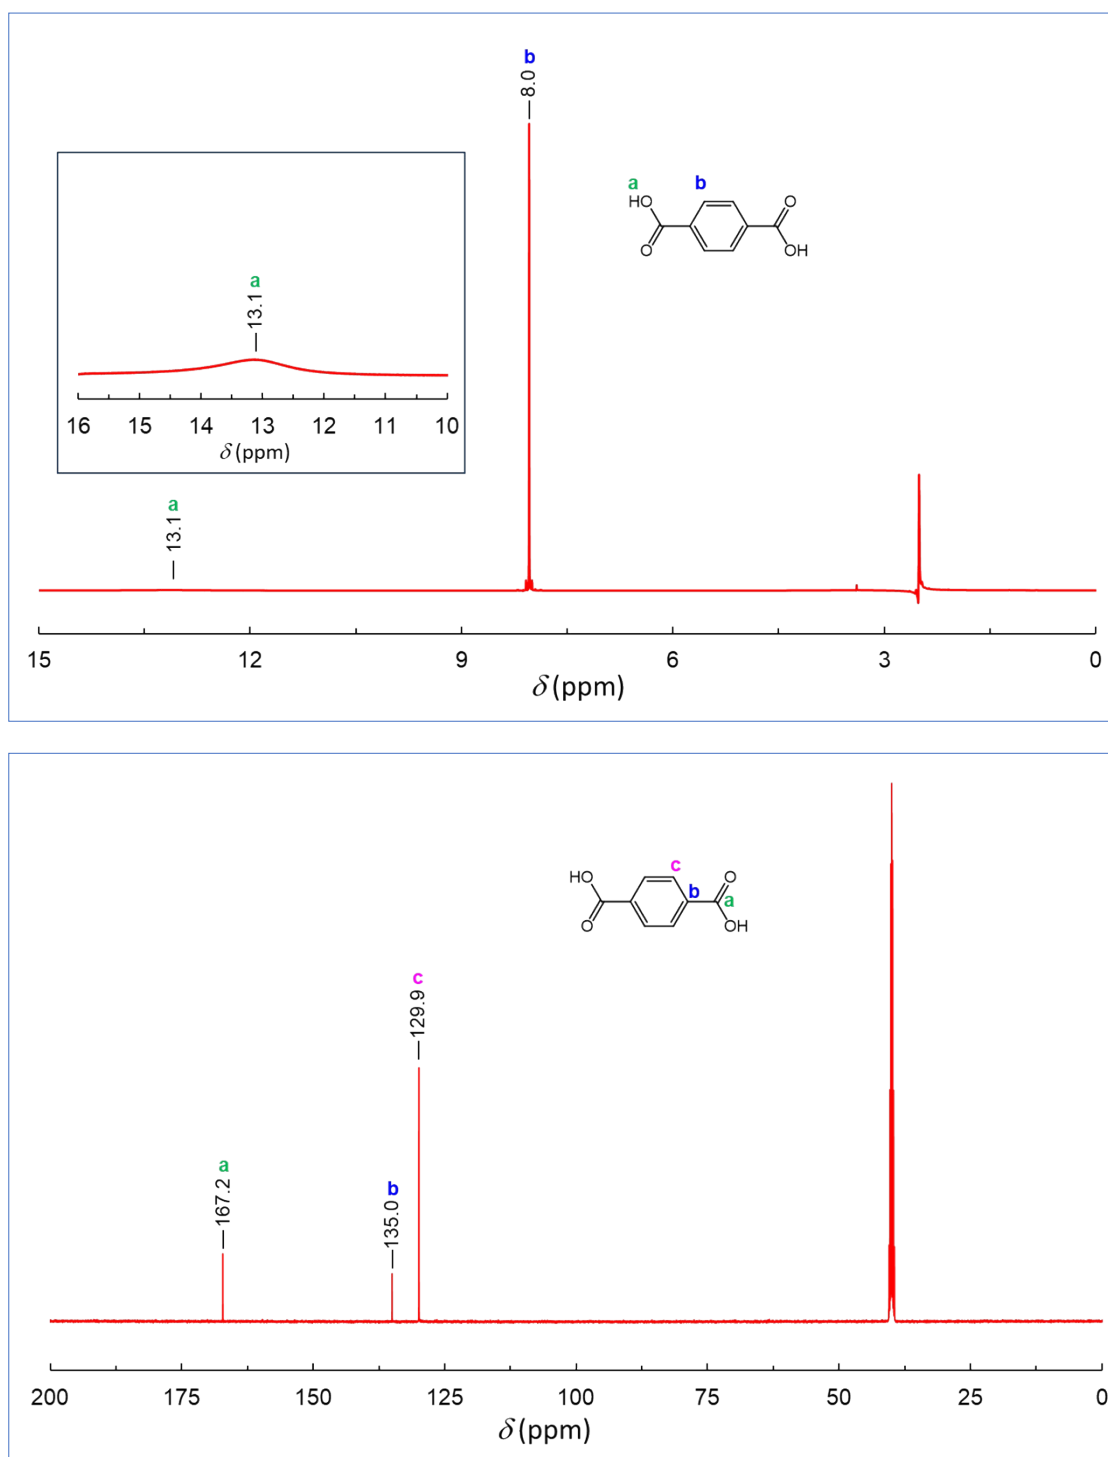 b
—8.0
a
b
HO
O
O
OH
a
—13.1
16 15 14 13 12 11 10
δ (ppm)
a
— 13.1
15 12 9 6 3 0
δ (ppm)
c
HO
O
b
a
O
OH
c
—129.9
a
—167.2
b
—135.0
200 175 150 125 100 75 50 25 0
δ (ppm)